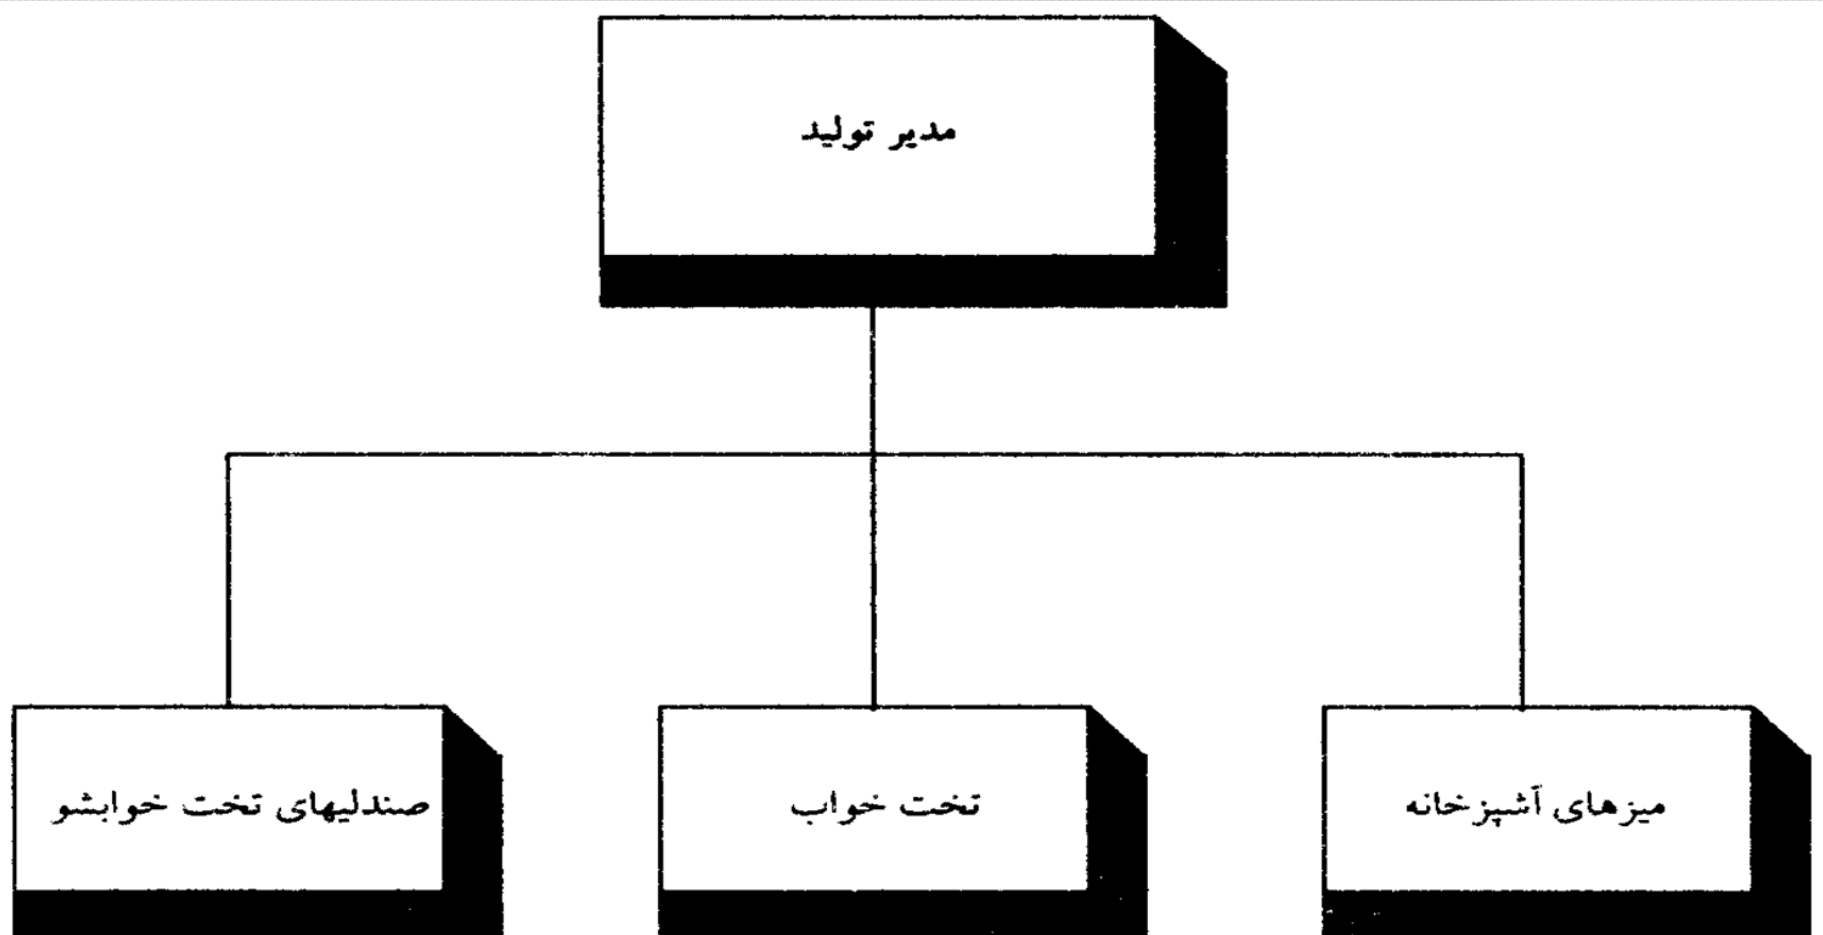 مدیر تولید
میزهای آشپزخانه
تخت خواب
صندلیهای تخت خوابشو